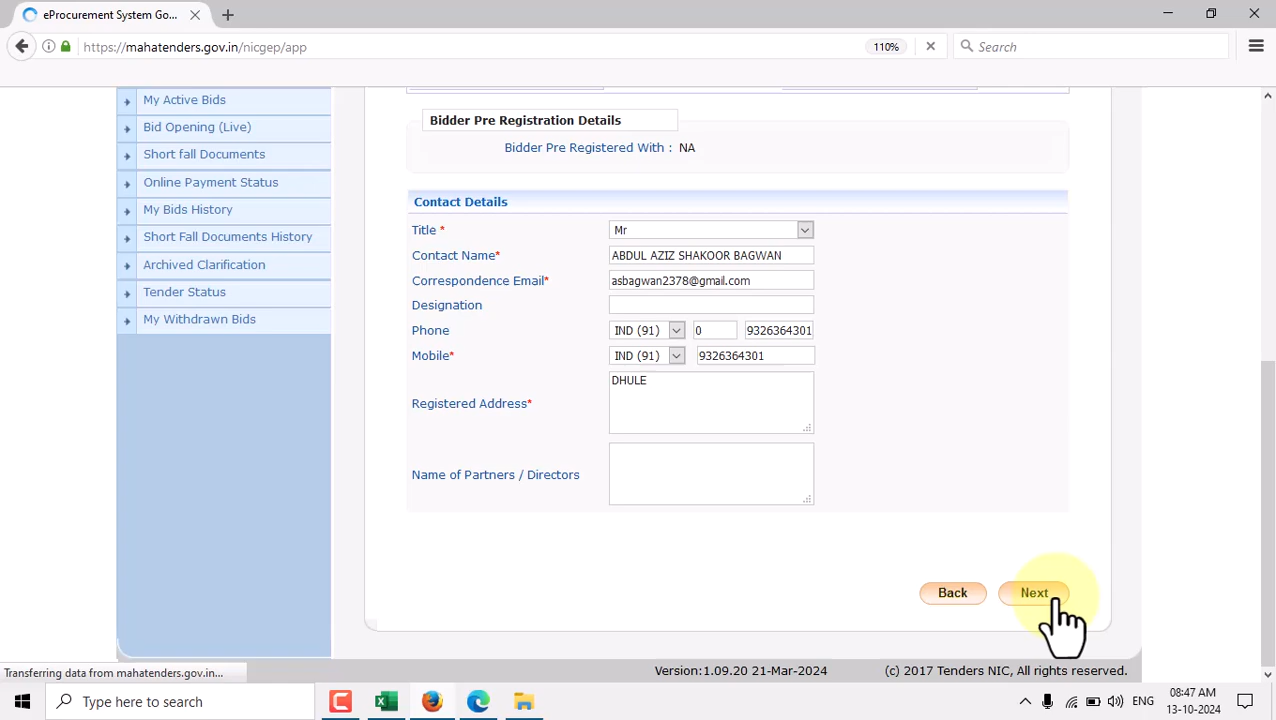 eProcurement System Go...
https://mahatenders.gov.in/nicgep/app
110%
Search
My Active Bids
Bid Opening (Live)
Short fall Documents
Online Payment Status
My Bids History
Short Fall Documents History
Archived Clarification
Tender Status
My Withdrawn Bids
Bidder Pre Registration Details
Bidder Pre Registered With : NA
Contact Details
Title * Mr
Contact Name* ABDUL AZIZ SHAKOOR BAGWAN
Correspondence Email* asbagwan2378@gmail.com
Designation
Phone IND (91) 0 9326364301
Mobile* IND (91) 9326364301
Registered Address* DHULE
Name of Partners / Directors
Back Next
Transferring data from mahatenders.gov.in...
Version:1.09.20 21-Mar-2024 (c) 2017 Tenders NIC, All rights reserved.
Type here to search
ENG
08:47 AM
13-10-2024